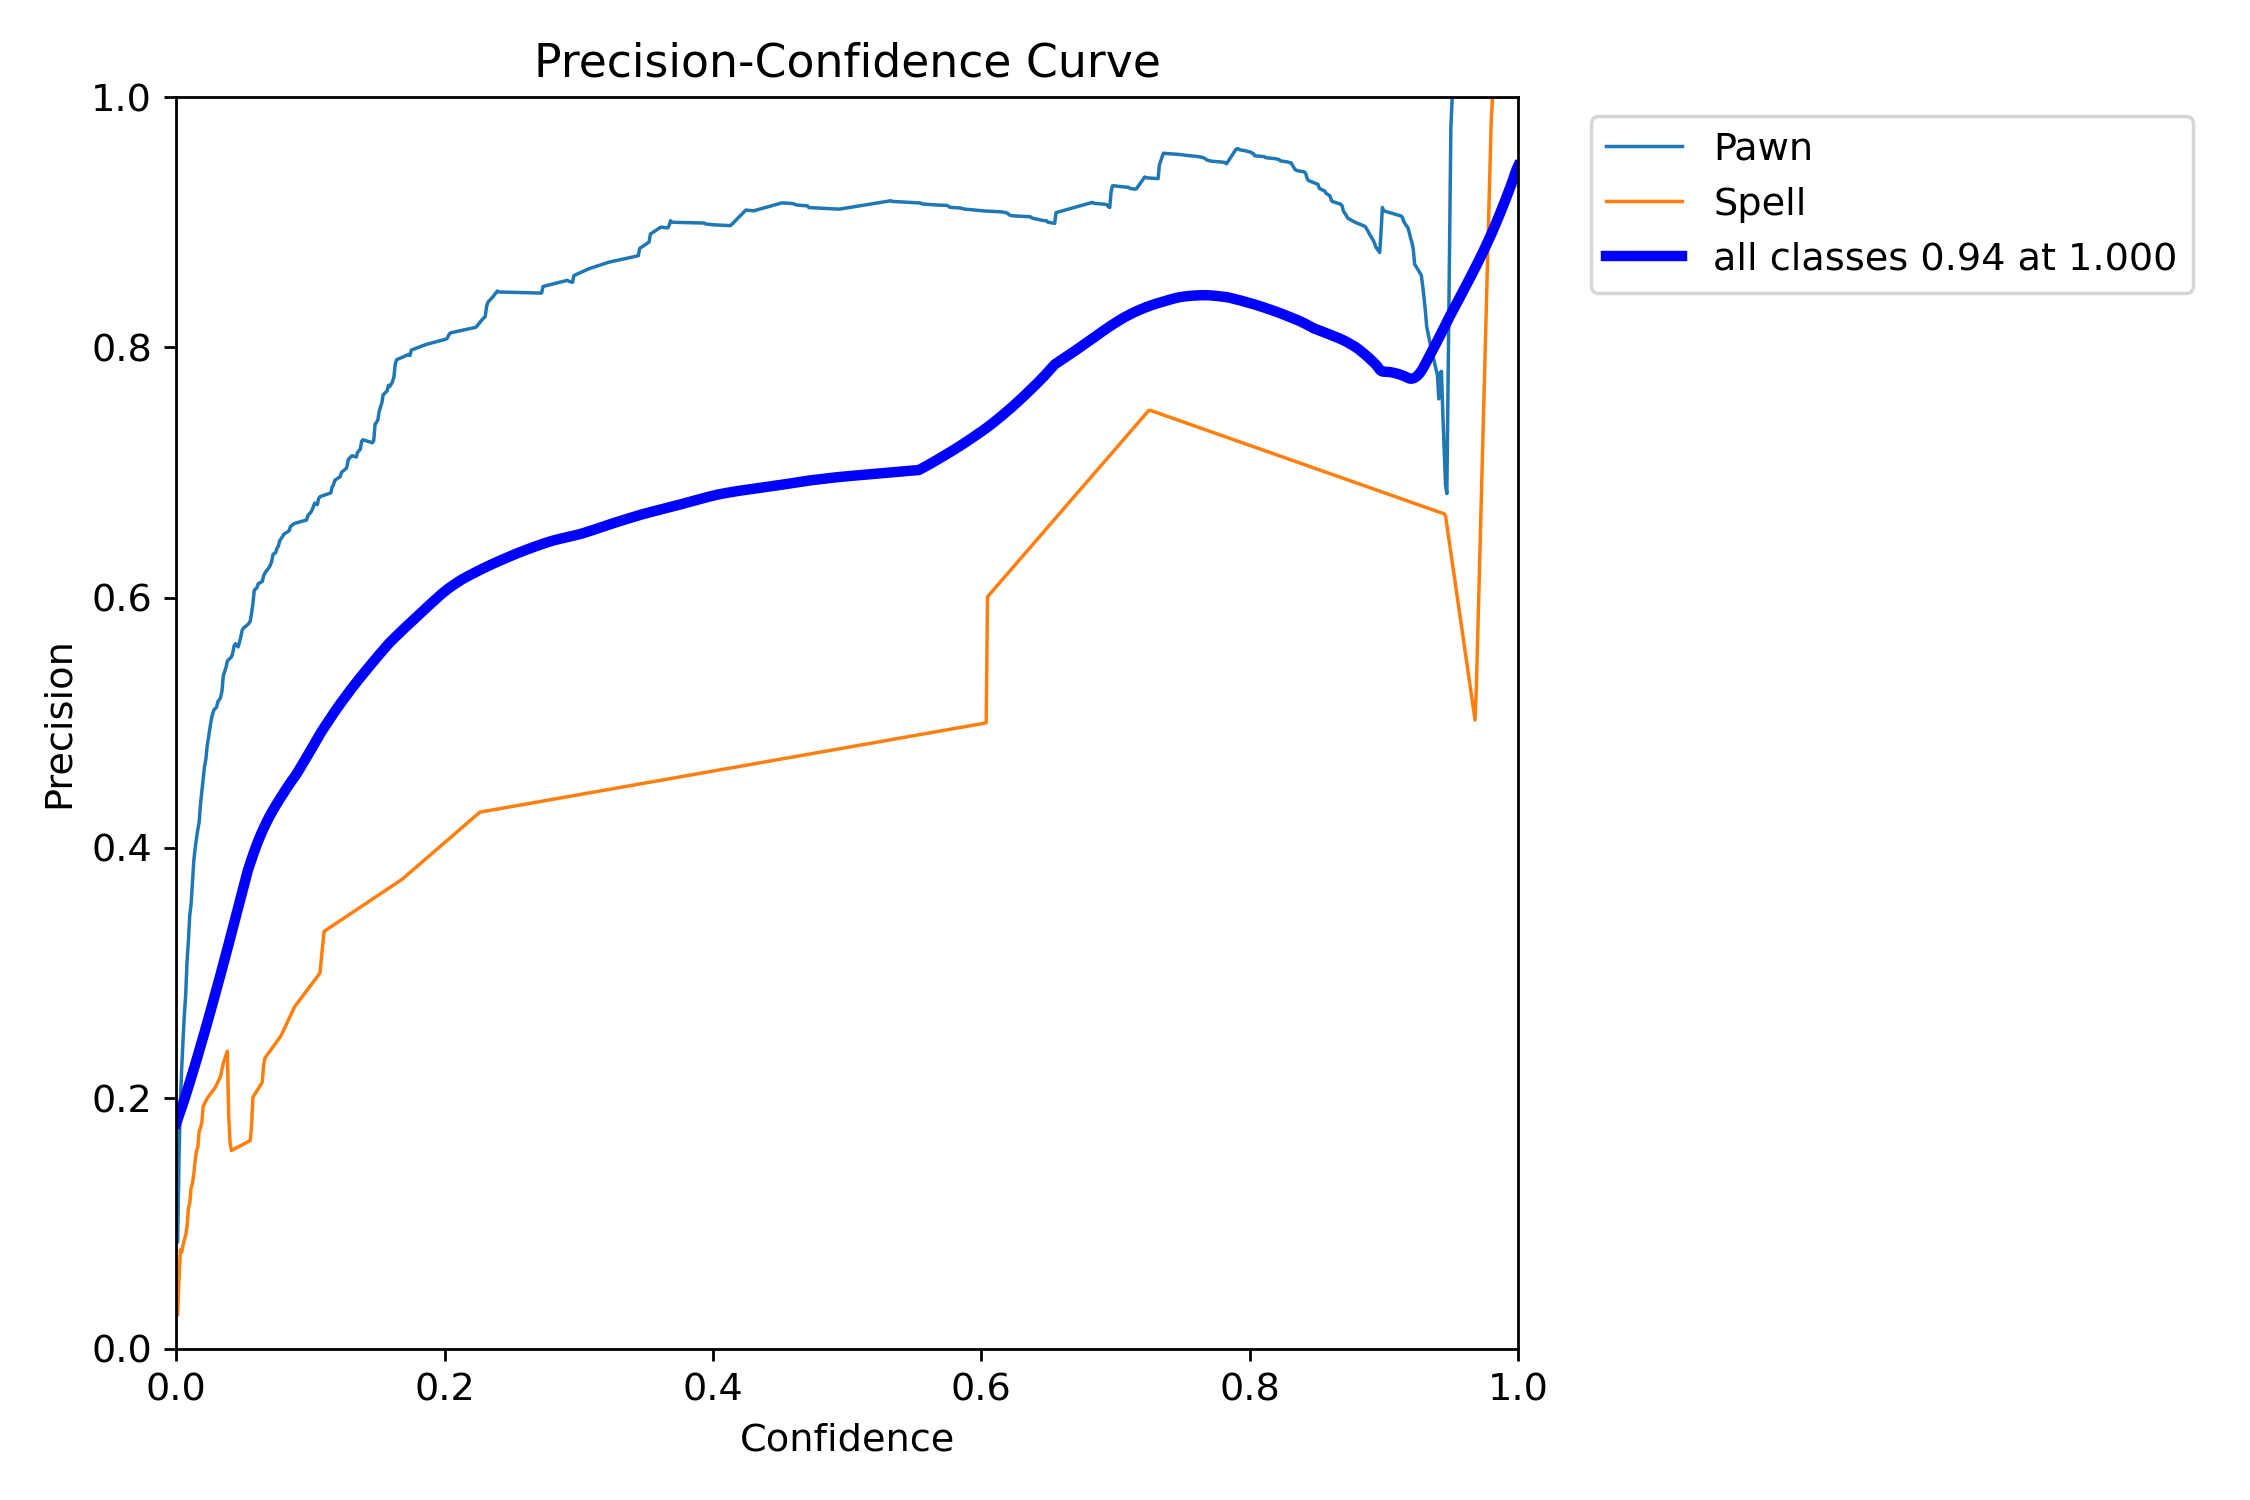 Precision-Confidence Curve
1.0
0.8
0.6
0.4
0.2
0.0
Precision
0.0 0.2 0.4 0.6 0.8 1.0
Confidence
Pawn
Spell
all classes 0.94 at 1.000